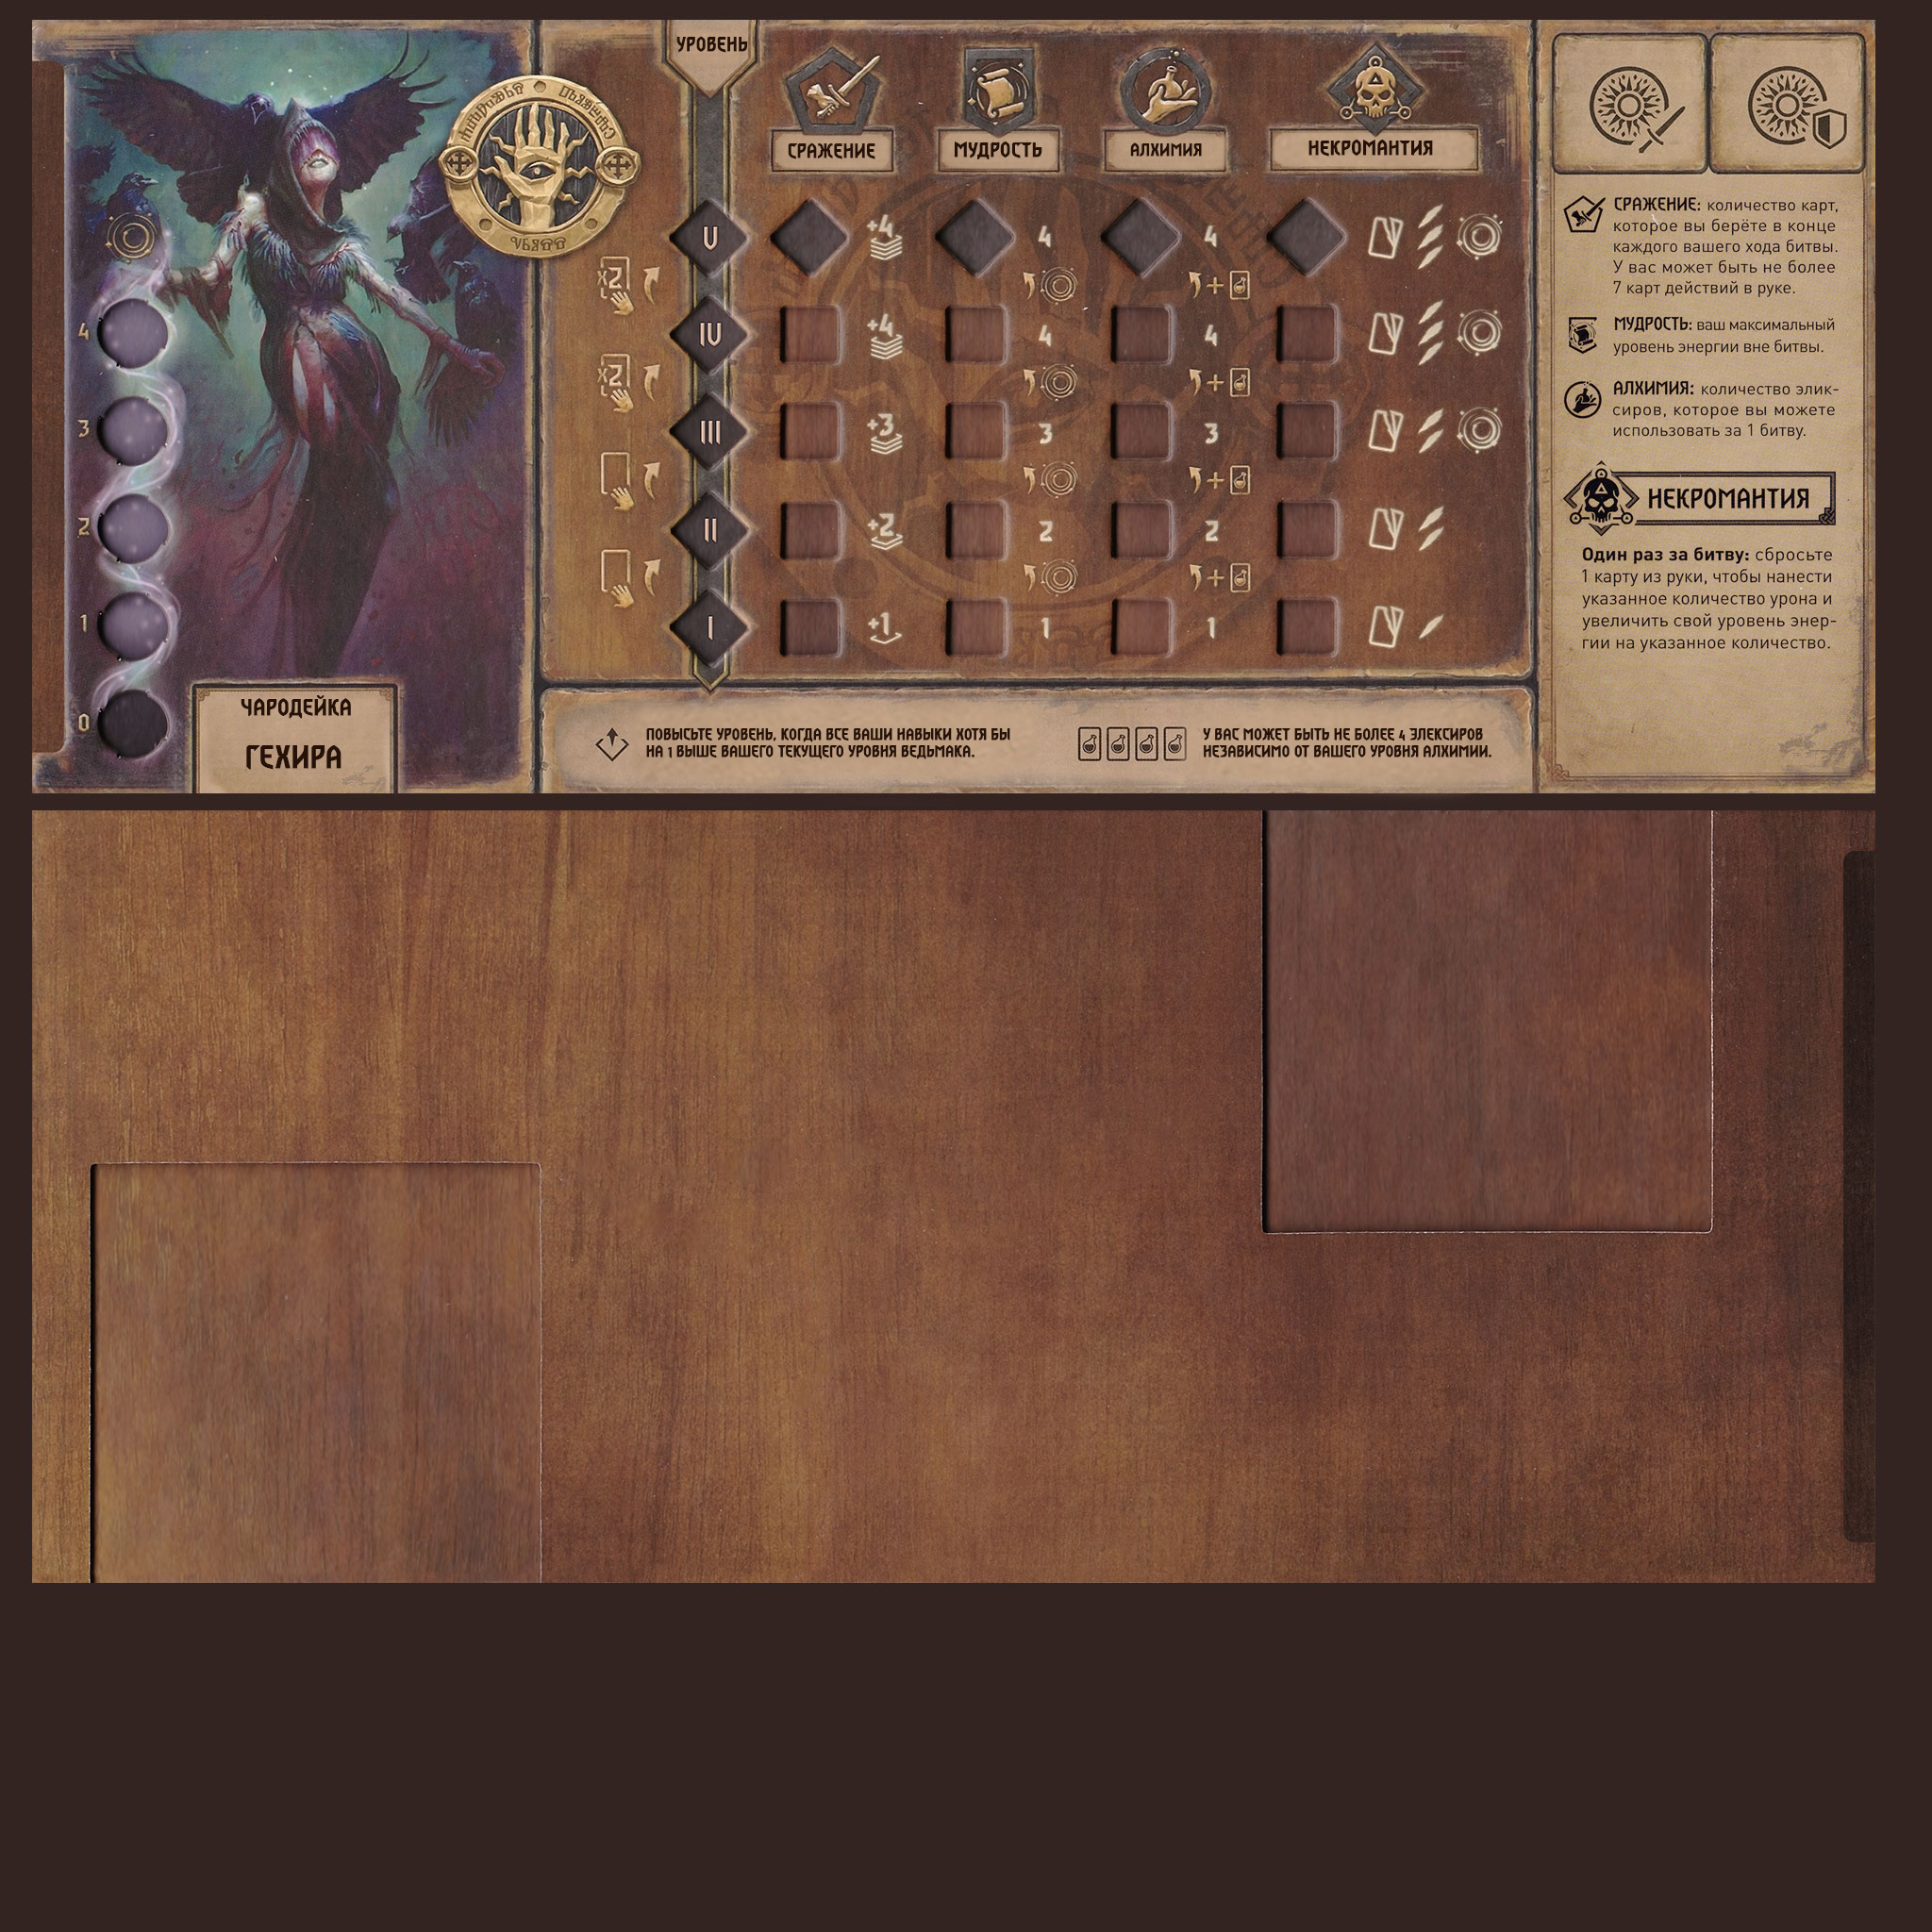 УРОВЕНЬ
СРАЖЕНИЕ
МУДРОСТЬ
АЛХИМИЯ
НЕКРОМАНТИЯ
V +4 4 4
x2
IV +4 4 4
x2
III +3 3 3
II +2 2 2
I +1 1 1
4
3
2
1
0
ЧАРОДЕЙКА
ГЕХИРА
ПОВЫСЬТЕ УРОВЕНЬ, КОГДА ВСЕ ВАШИ НАВЫКИ ХОТЯ БЫ
НА 1 ВЫШЕ ВАШЕГО ТЕКУЩЕГО УРОВНЯ ВЕДЬМАКА.
У ВАС МОЖЕТ БЫТЬ НЕ БОЛЕЕ 4 ЭЛЕКСИРОВ
НЕЗАВИСИМО ОТ ВАШЕГО УРОВНЯ АЛХИМИИ.
СРАЖЕНИЕ: количество карт,
которое вы берёте в конце
каждого вашего хода битвы.
У вас может быть не более
7 карт действий в руке.
МУДРОСТЬ: ваш максимальный
уровень энергии вне битвы.
АЛХИМИЯ: количество элик-
сиров, которое вы можете
использовать за 1 битву.
НЕКРОМАНТИЯ
Один раз за битву: сбросьте
1 карту из руки, чтобы нанести
указанное количество урона и
увеличить свой уровень энер-
гии на указанное количество.